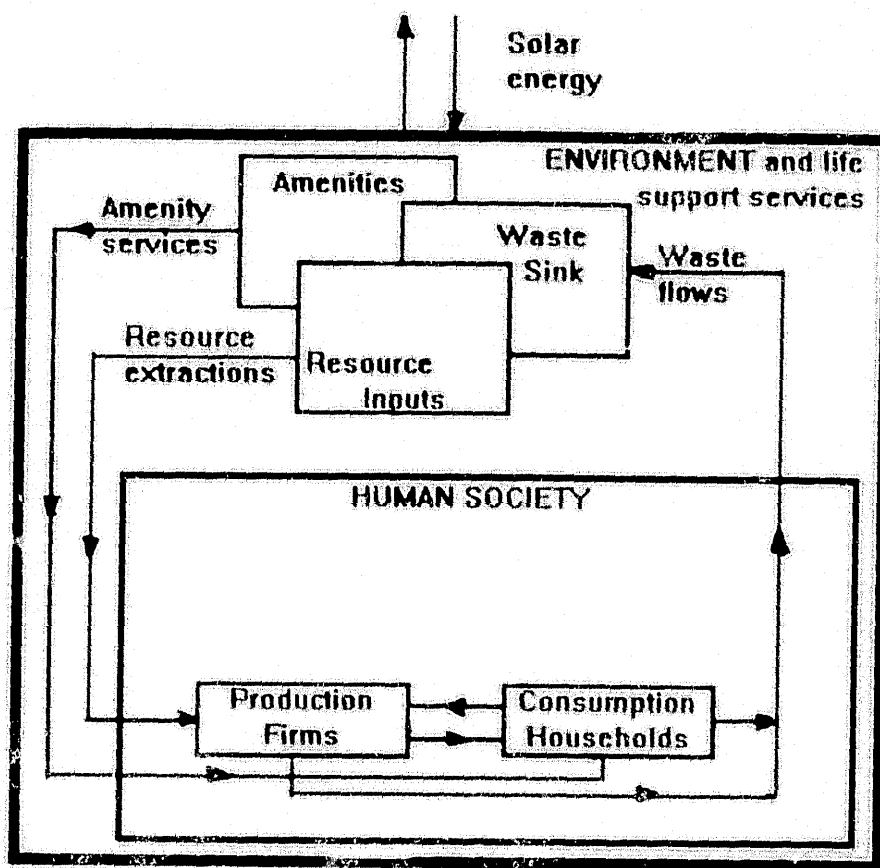 Solar
energy
ENVIRONMENT and life
support services
Amenities
Amenity
services
Waste
Sink
Waste
flows
Resource
extractions
Resource
Inputs
HUMAN SOCIETY
Production
Firms
Consumption
Households